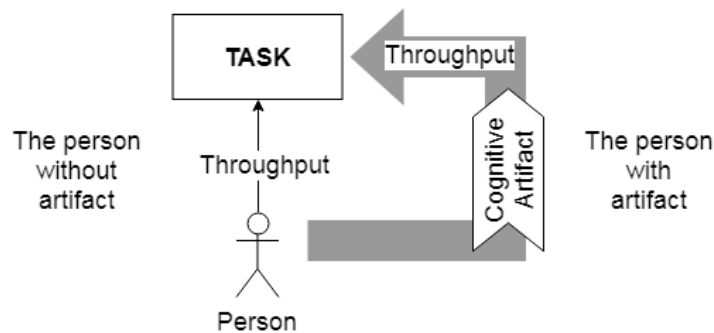 TASK
Throughput
The person
without
artifact
Throughput
Cognitive
Artifact
The person
with
artifact
Person